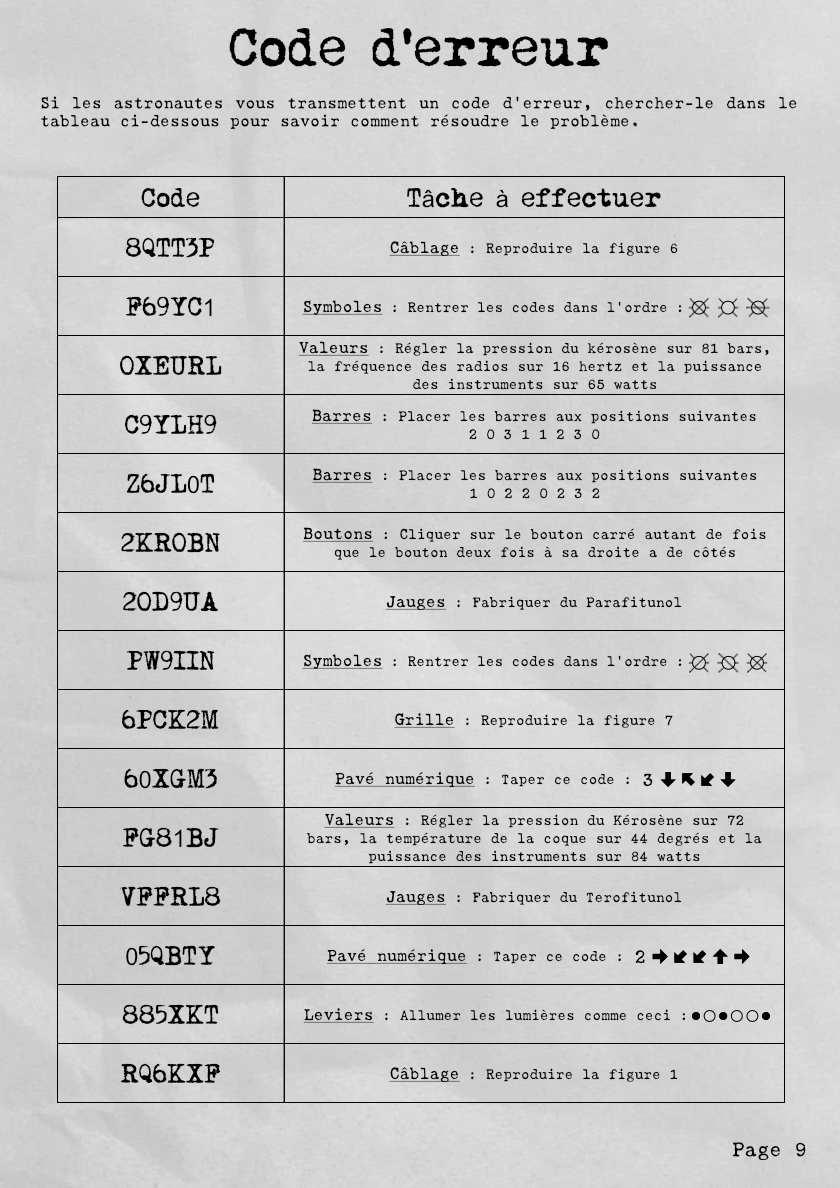 Code d'erreur
Si les astronautes vous transmettent un code d'erreur, chercher-le dans le
tableau ci-dessous pour savoir comment résoudre le problème.
Code
Tâche à effectuer
8QTT3P
Câblage : Reproduire la figure 6
F69YC1
Symboles : Rentrer les codes dans l'ordre :
0XEURL
Valeurs : Régler la pression du kérosène sur 81 bars,
la fréquence des radios sur 16 hertz et la puissance
des instruments sur 65 watts
C9YLH9
Barres : Placer les barres aux positions suivantes
2 0 3 1 1 2 3 0
Z6JL0T
Barres : Placer les barres aux positions suivantes
1 0 2 2 0 2 3 2
2KROBN
Boutons : Cliquer sur le bouton carré autant de fois
que le bouton deux fois à sa droite a de côtés
2OD9UA
Jauges : Fabriquer du Parafitunol
PW9IIN
Symboles : Rentrer les codes dans l'ordre :
6PCK2M
Grille : Reproduire la figure 7
60XGM3
Pavé numérique : Taper ce code : 3 ⬇ ⬉ ⬋ ⬇
FG81BJ
Valeurs : Régler la pression du Kérosène sur 72
bars, la température de la coque sur 44 degrés et la
puissance des instruments sur 84 watts
VFFRL8
Jauges : Fabriquer du Terofitunol
05QBTY
Pavé numérique : Taper ce code : 2 ➡ ⬋ ⬋ ⬆ ➡
885XKT
Leviers : Allumer les lumières comme ceci : ●○●○○●
RQ6KXF
Câblage : Reproduire la figure 1
Page 9